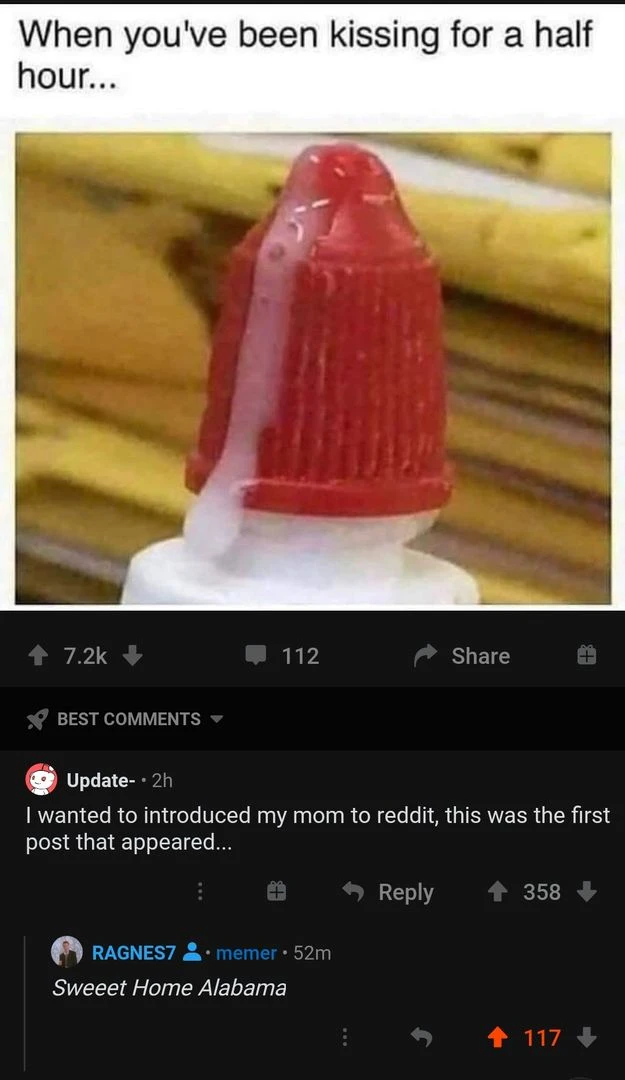 When you've been kissing for a half
hour...
7.2k
112
Share
BEST COMMENTS
Update- • 2h
I wanted to introduced my mom to reddit, this was the first
post that appeared...
Reply
358
RAGNES7 • memer • 52m
Sweeet Home Alabama
117